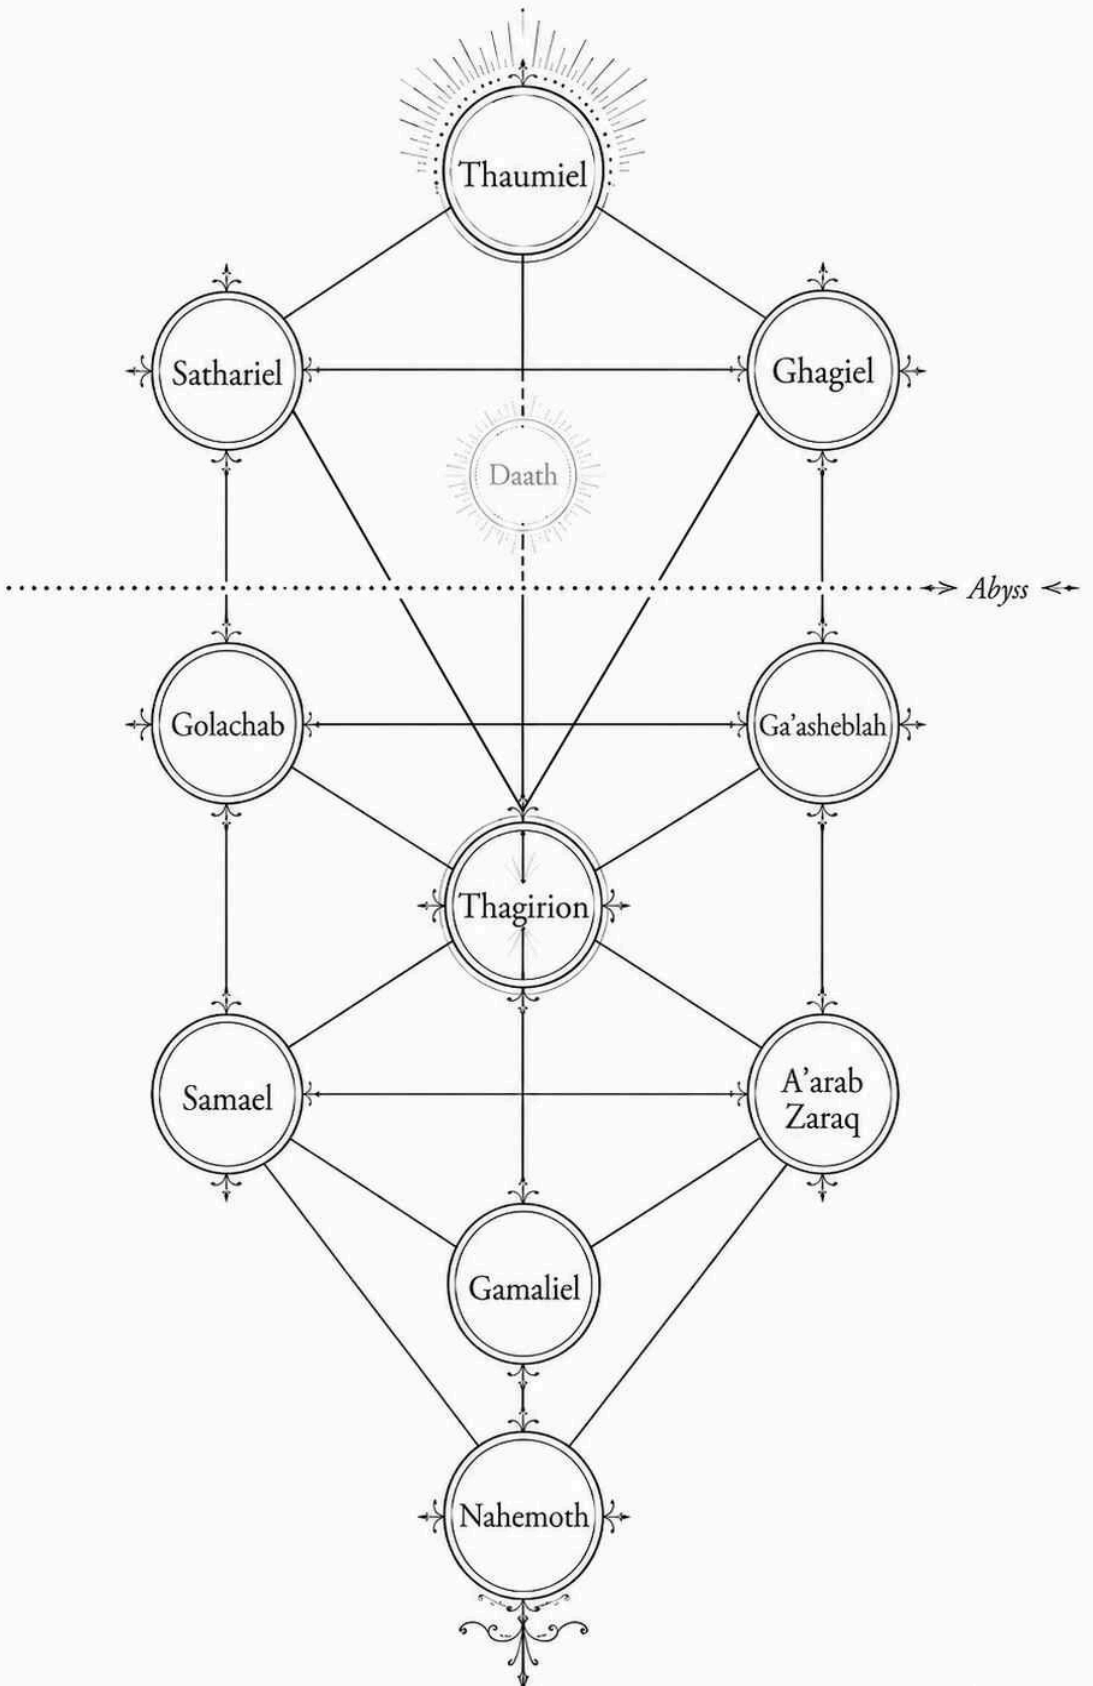 Thaumiel
Sathariel
Ghagiel
Daath
Abyss
Golachab
Ga’asheblah
Thagirion
Samael
A’arab
Zaraq
Gamaliel
Nahemoth